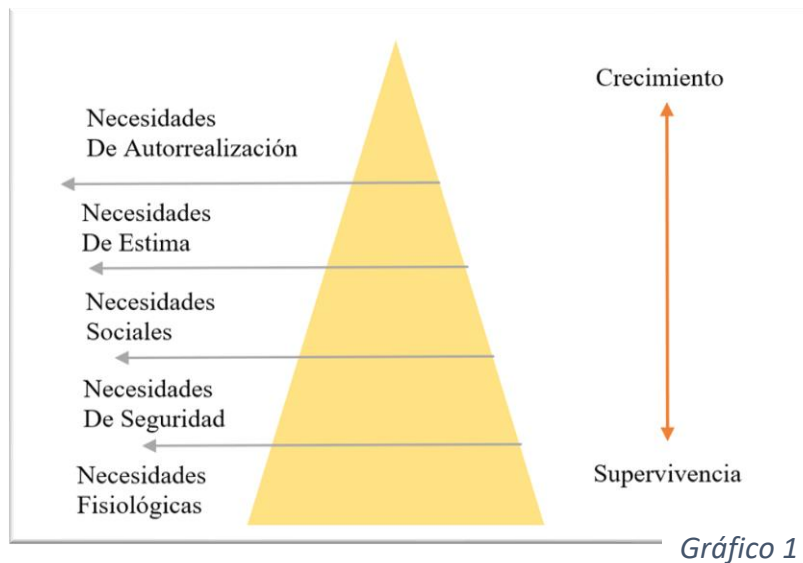 Crecimiento
Necesidades
De Autorrealización
Necesidades
De Estima
Necesidades
Sociales
Necesidades
De Seguridad
Necesidades
Fisiológicas
Supervivencia
Gráfico 1